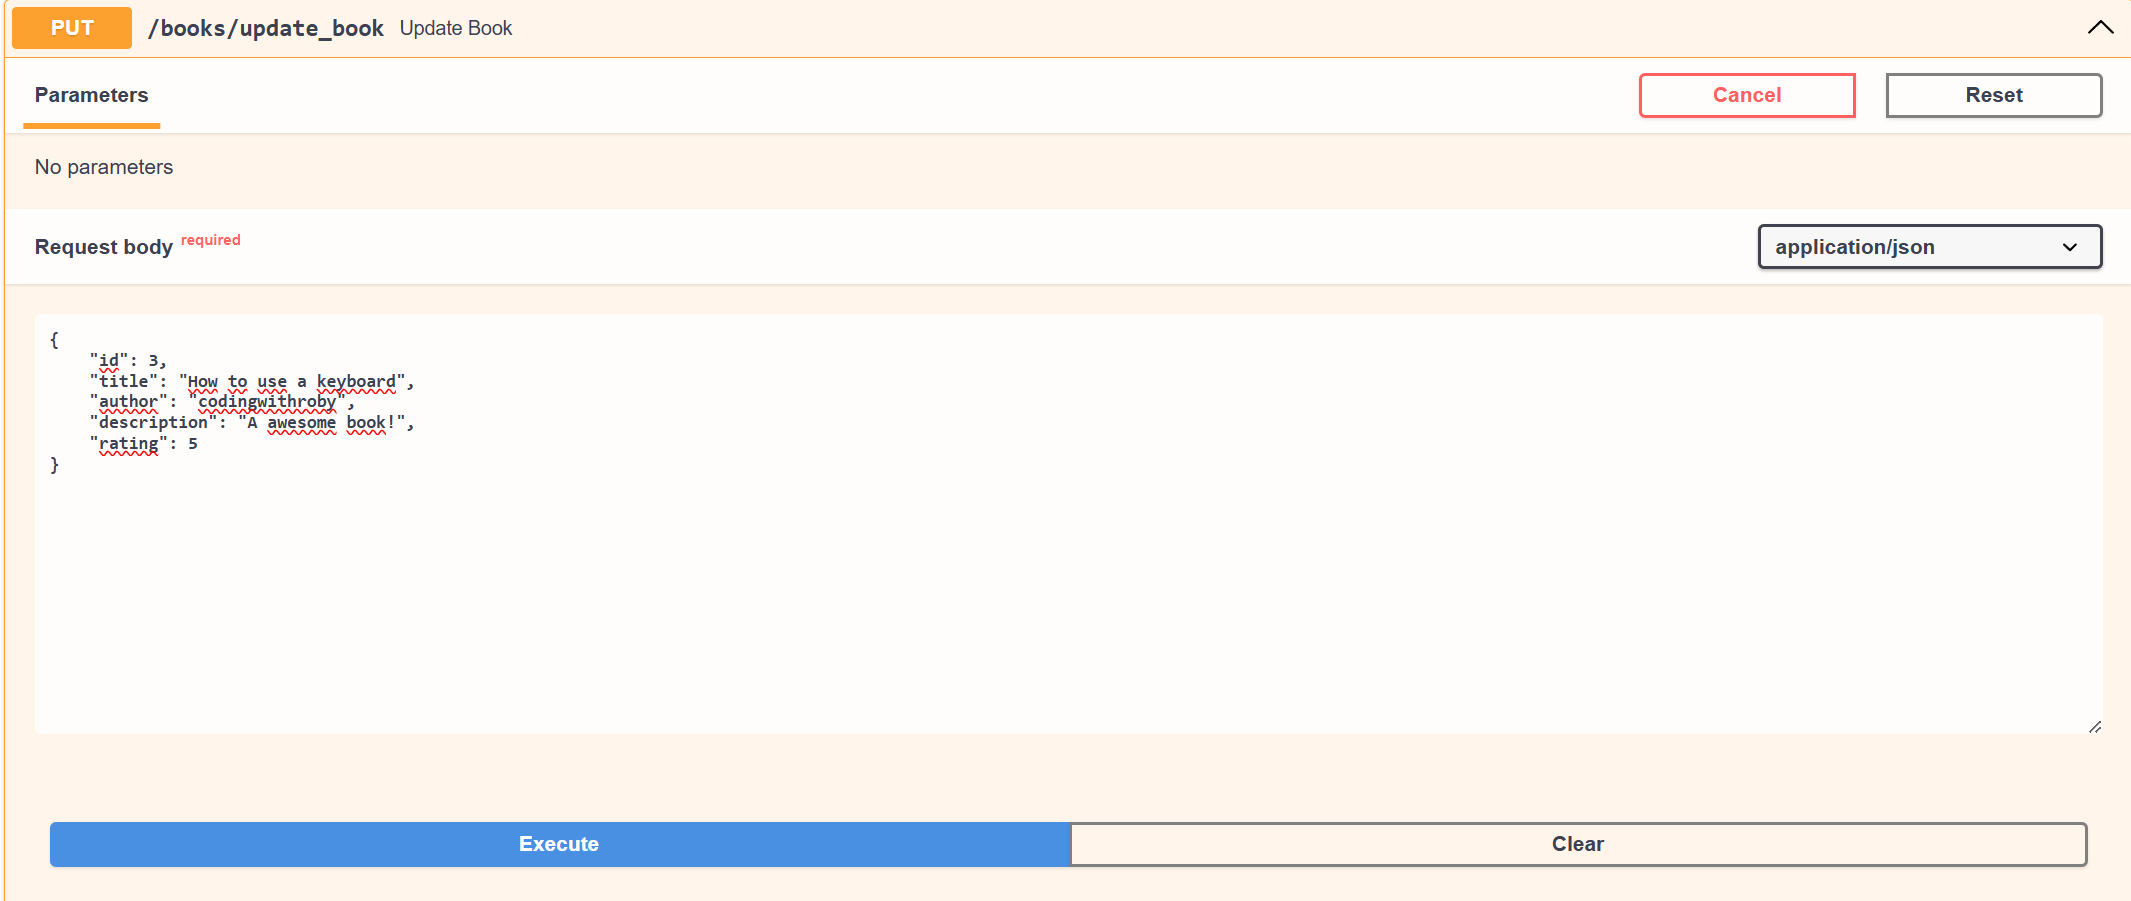 PUT /books/update_book Update Book
Parameters
Cancel
Reset
No parameters
Request body required
application/json
{
    "id": 3,
    "title": "How to use a keyboard",
    "author": "codingwithroby",
    "description": "A awesome book!",
    "rating": 5
}
Execute
Clear